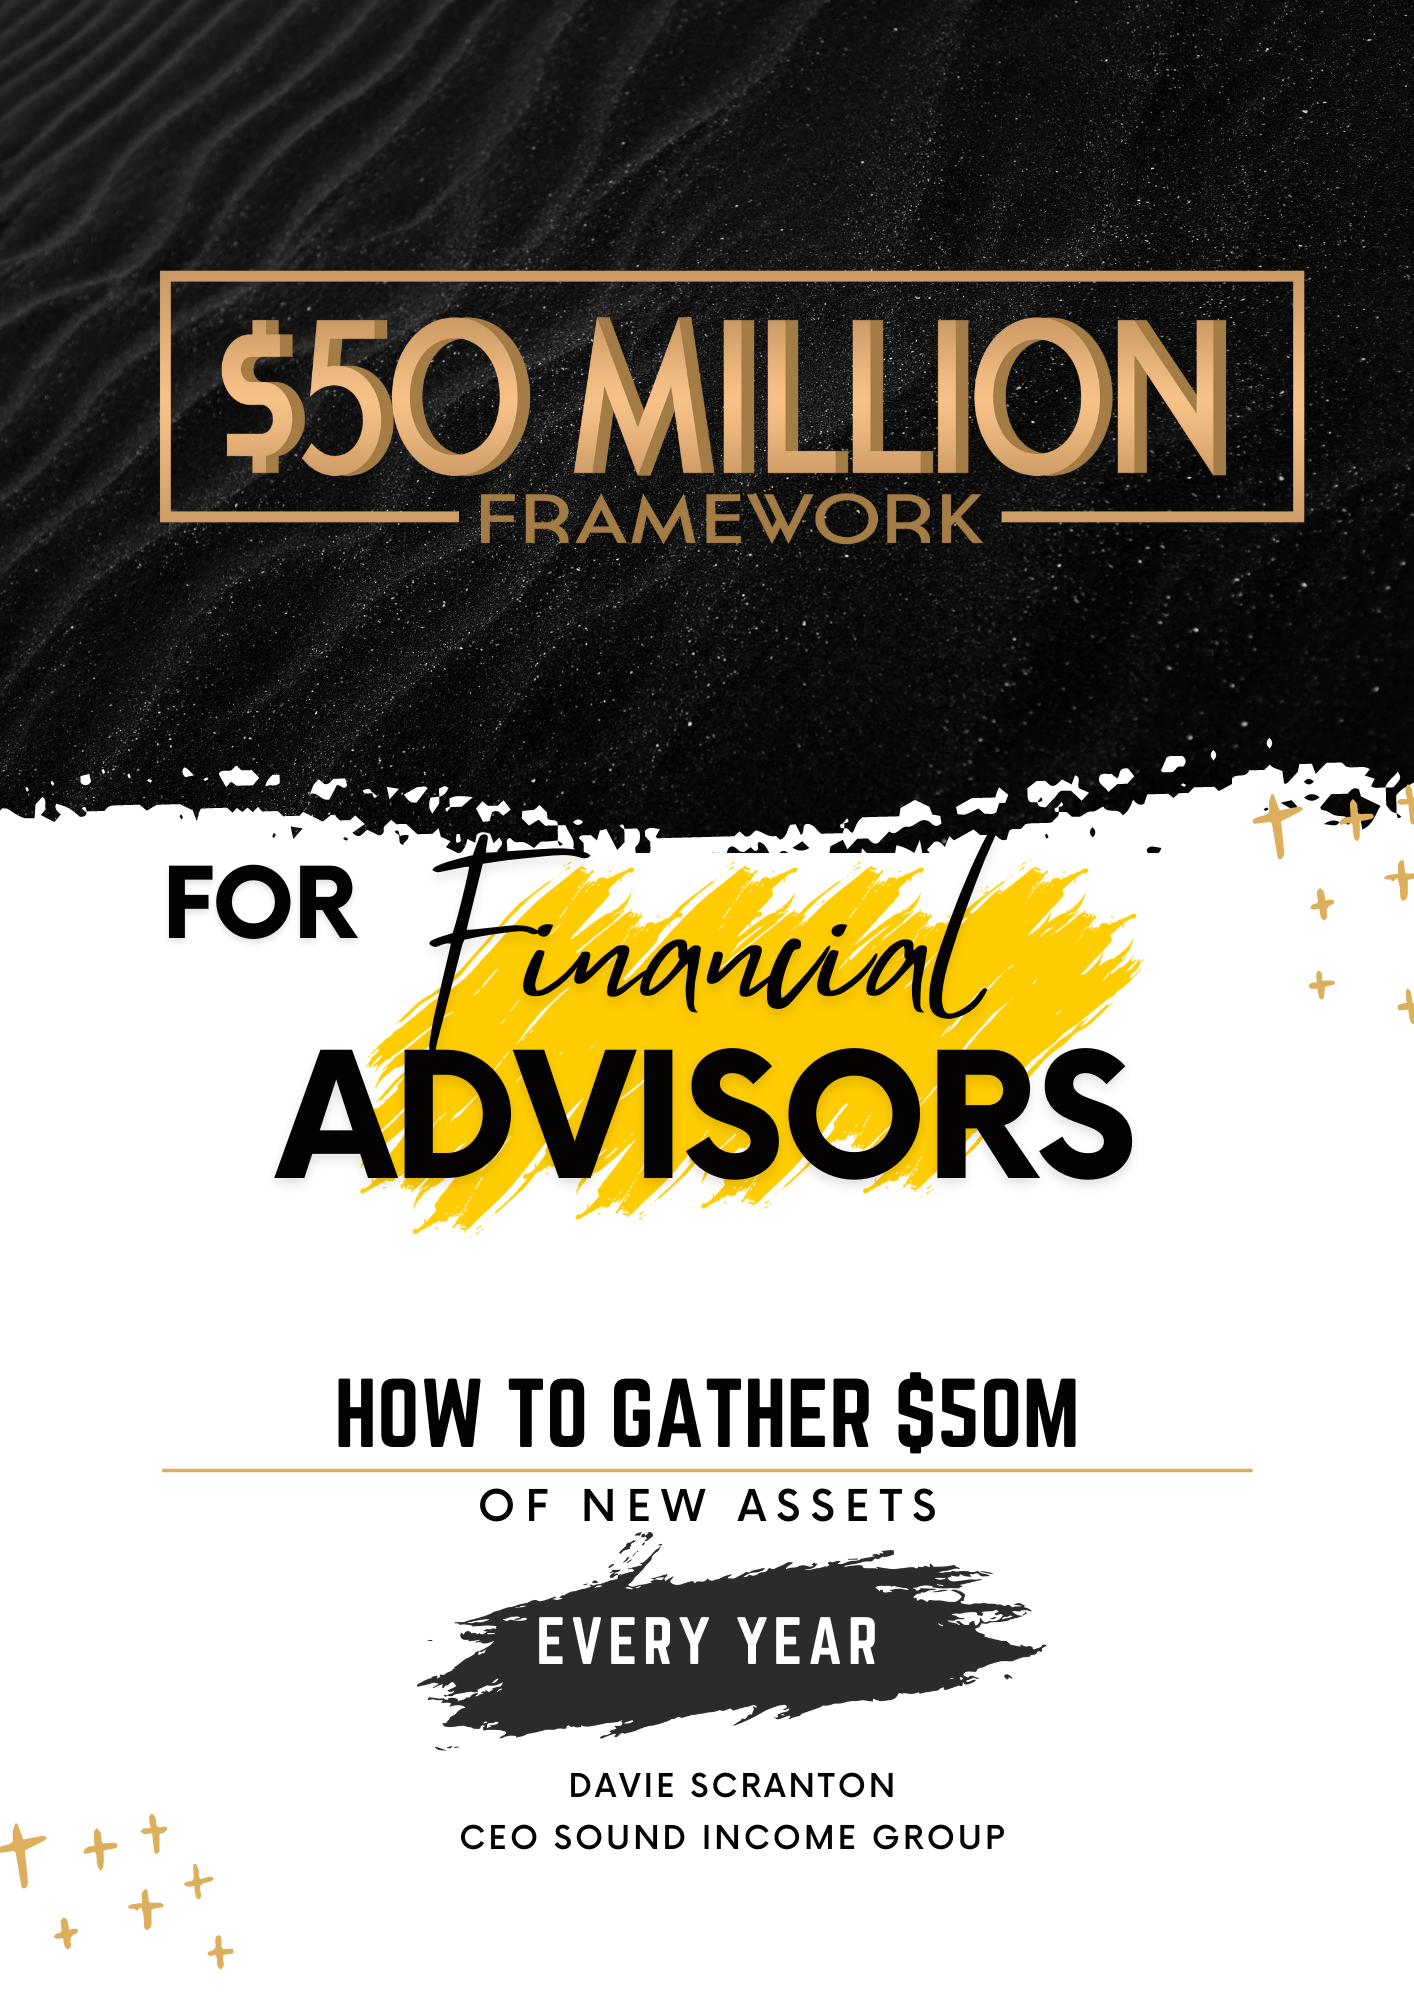 $50 MILLION
FRAMEWORK
FOR Financial
ADVISORS
HOW TO GATHER $50M
OF NEW ASSETS
EVERY YEAR
DAVIE SCRANTON
CEO SOUND INCOME GROUP